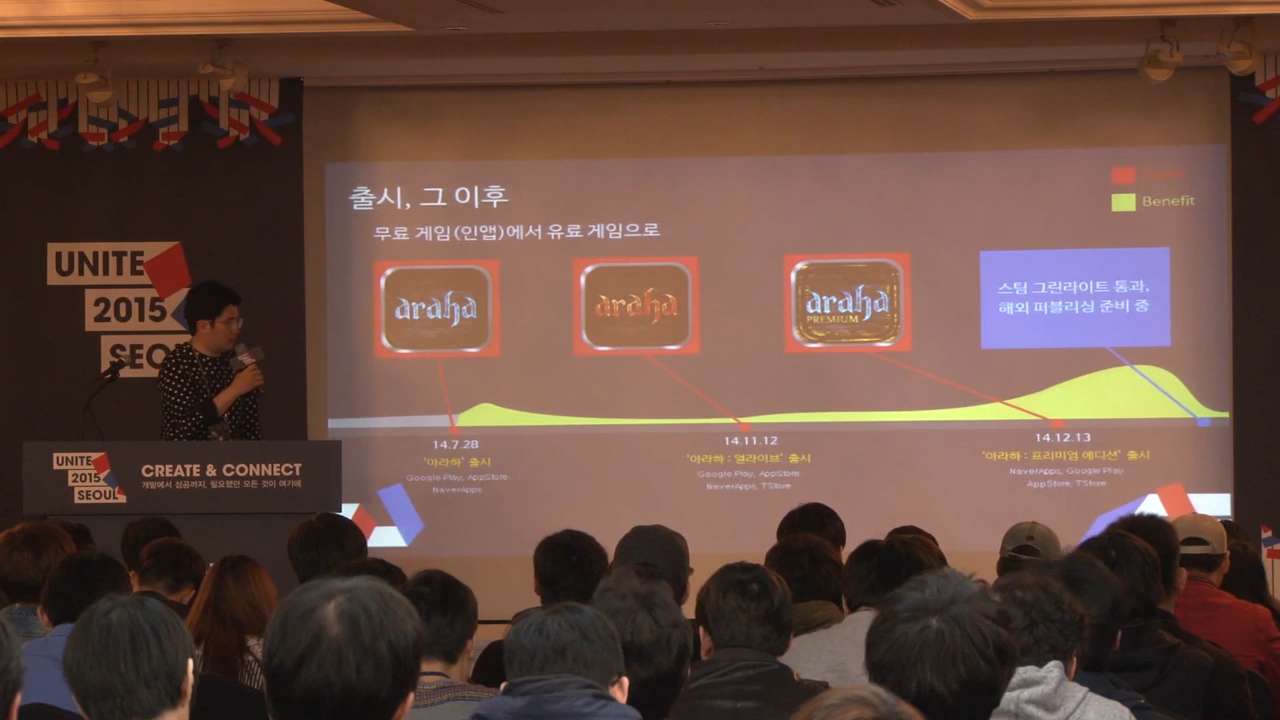 출시, 그 이후
무료 게임(인앱)에서 유료 게임으로
Benefit
araha
araha
araha
PREMIUM
스팀 그린라이트 통과,
해외 퍼블리싱 준비 중
14.7.28
'아라하' 출시
Google Play, AppStore
NaverApps
14.11.12
'아라하 : 얼라이브' 출시
Google Play, AppStore
NaverApps, TStore
14.12.13
'아라하 : 프리미엄 에디션' 출시
NaverApps, Google Play
AppStore, TStore
UNITE
2015
SEO
UNITE
2015
SEOUL
CREATE & CONNECT
개발에서 성공까지, 필요했던 모든 것이 여기에